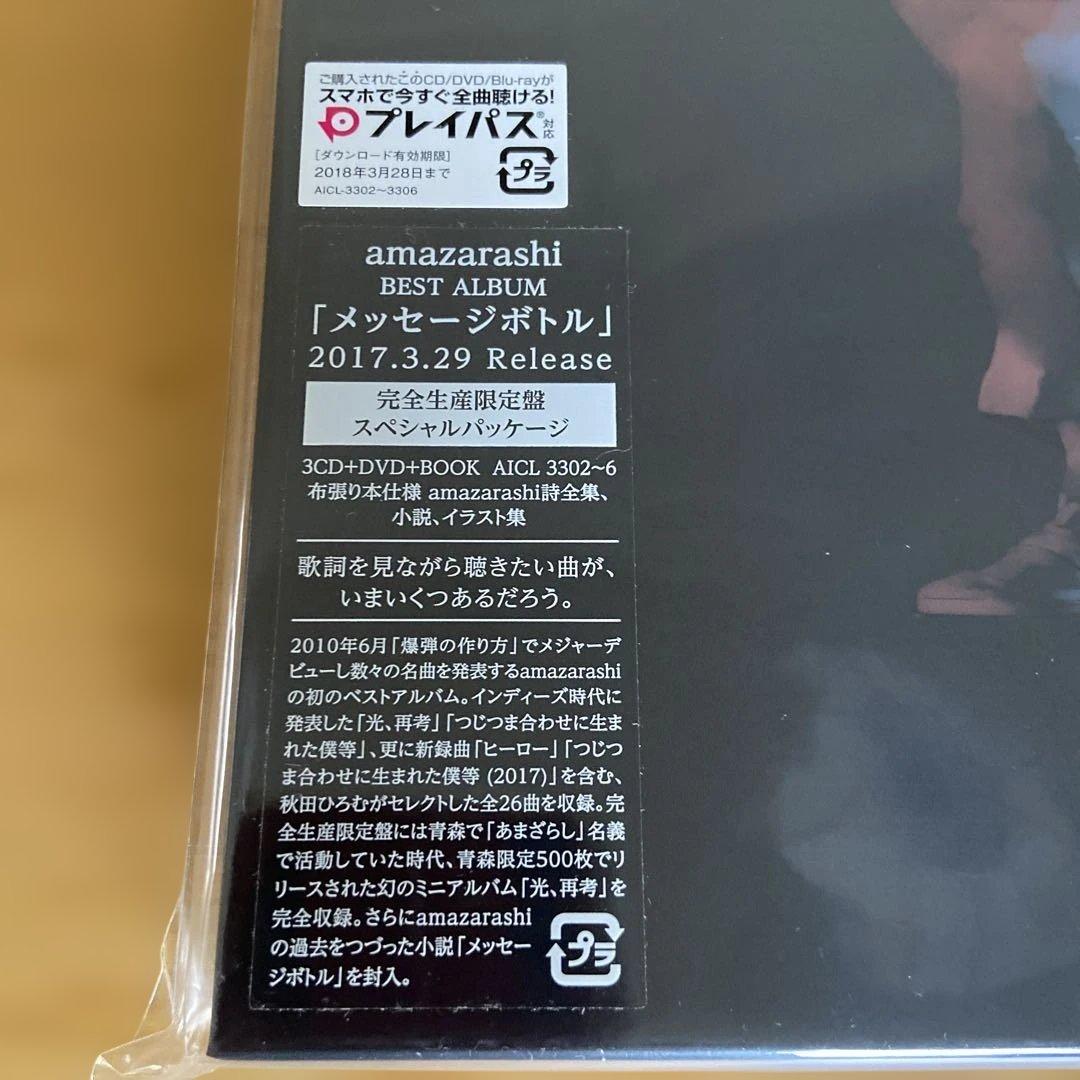 ご購入されたこのCD/DVD/Blu-rayが
スマホで今すぐ全曲聴ける!
プレイパス®対応
[ダウンロード有効期限]
2018年3月28日まで
AICL-3302〜3306
プラ
amazarashi
BEST ALBUM
「メッセージボトル」
2017.3.29 Release
完全生産限定盤
スペシャルパッケージ
3CD+DVD+BOOK AICL 3302~6
布張り本仕様 amazarashi詩全集、
小説、イラスト集
歌詞を見ながら聴きたい曲が、
いまいくつあるだろう。
2010年6月「爆弾の作り方」でメジャーデ
ビューし数々の名曲を発表するamazarashi
の初のベストアルバム。インディーズ時代に
発表した「光、再考」「つじつま合わせに生ま
れた僕等」、更に新録曲「ヒーロー」「つじつ
ま合わせに生まれた僕等 (2017)」を含む、
秋田ひろむがセレクトした全26曲を収録。完
全生産限定盤には青森で「あまざらし」名義
で活動していた時代、青森限定500枚でリ
リースされた幻のミニアルバム「光、再考」を
完全収録。さらにamazarashi
の過去をつづった小説「メッセー
ジボトル」を封入。
プラ